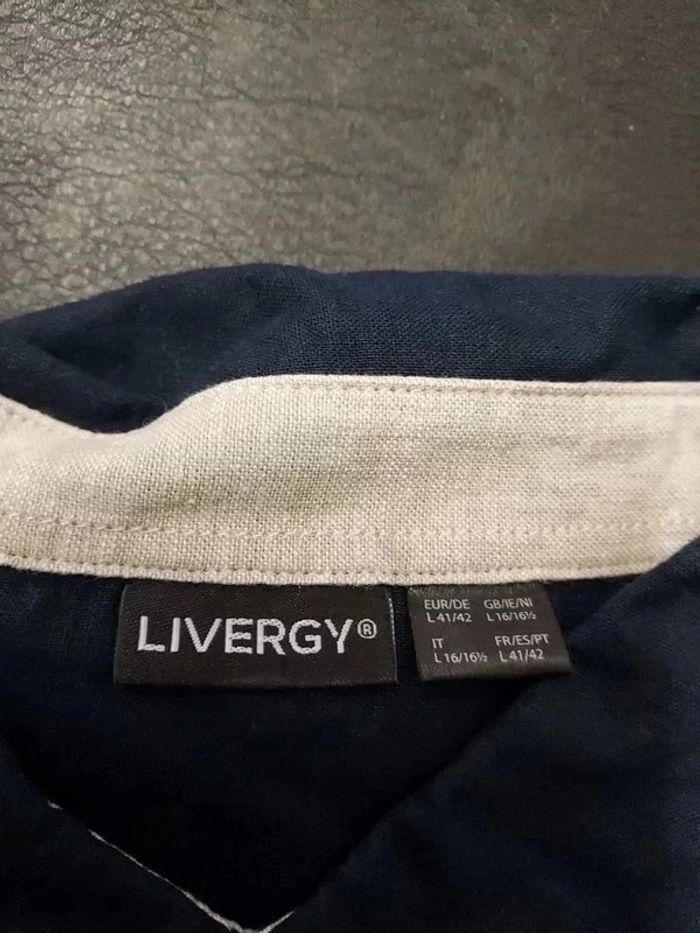 LIVERGY®
EUR/DE GB/IE/NI
L 41/42 L 16/16½
IT FR/ES/PT
L 16/16½ L 41/42